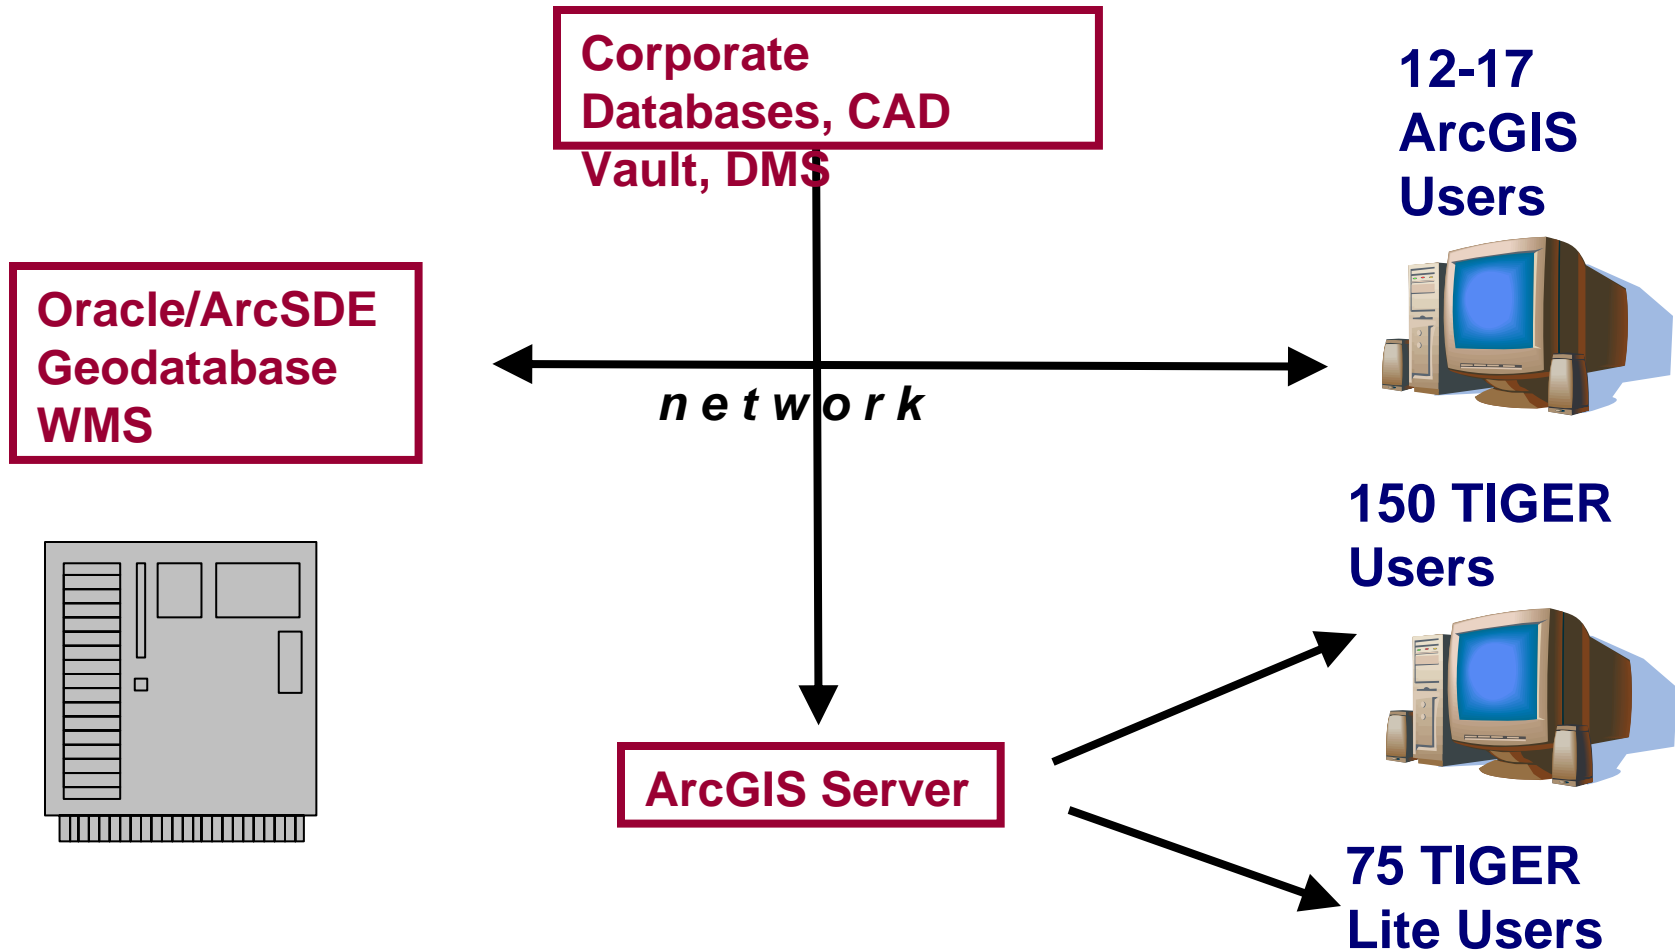 Corporate
Databases, CAD
Vault, DMS
12-17
ArcGIS
Users
Oracle/ArcSDE
Geodatabase
WMS
network
150 TIGER
Users
ArcGIS Server
75 TIGER
Lite Users